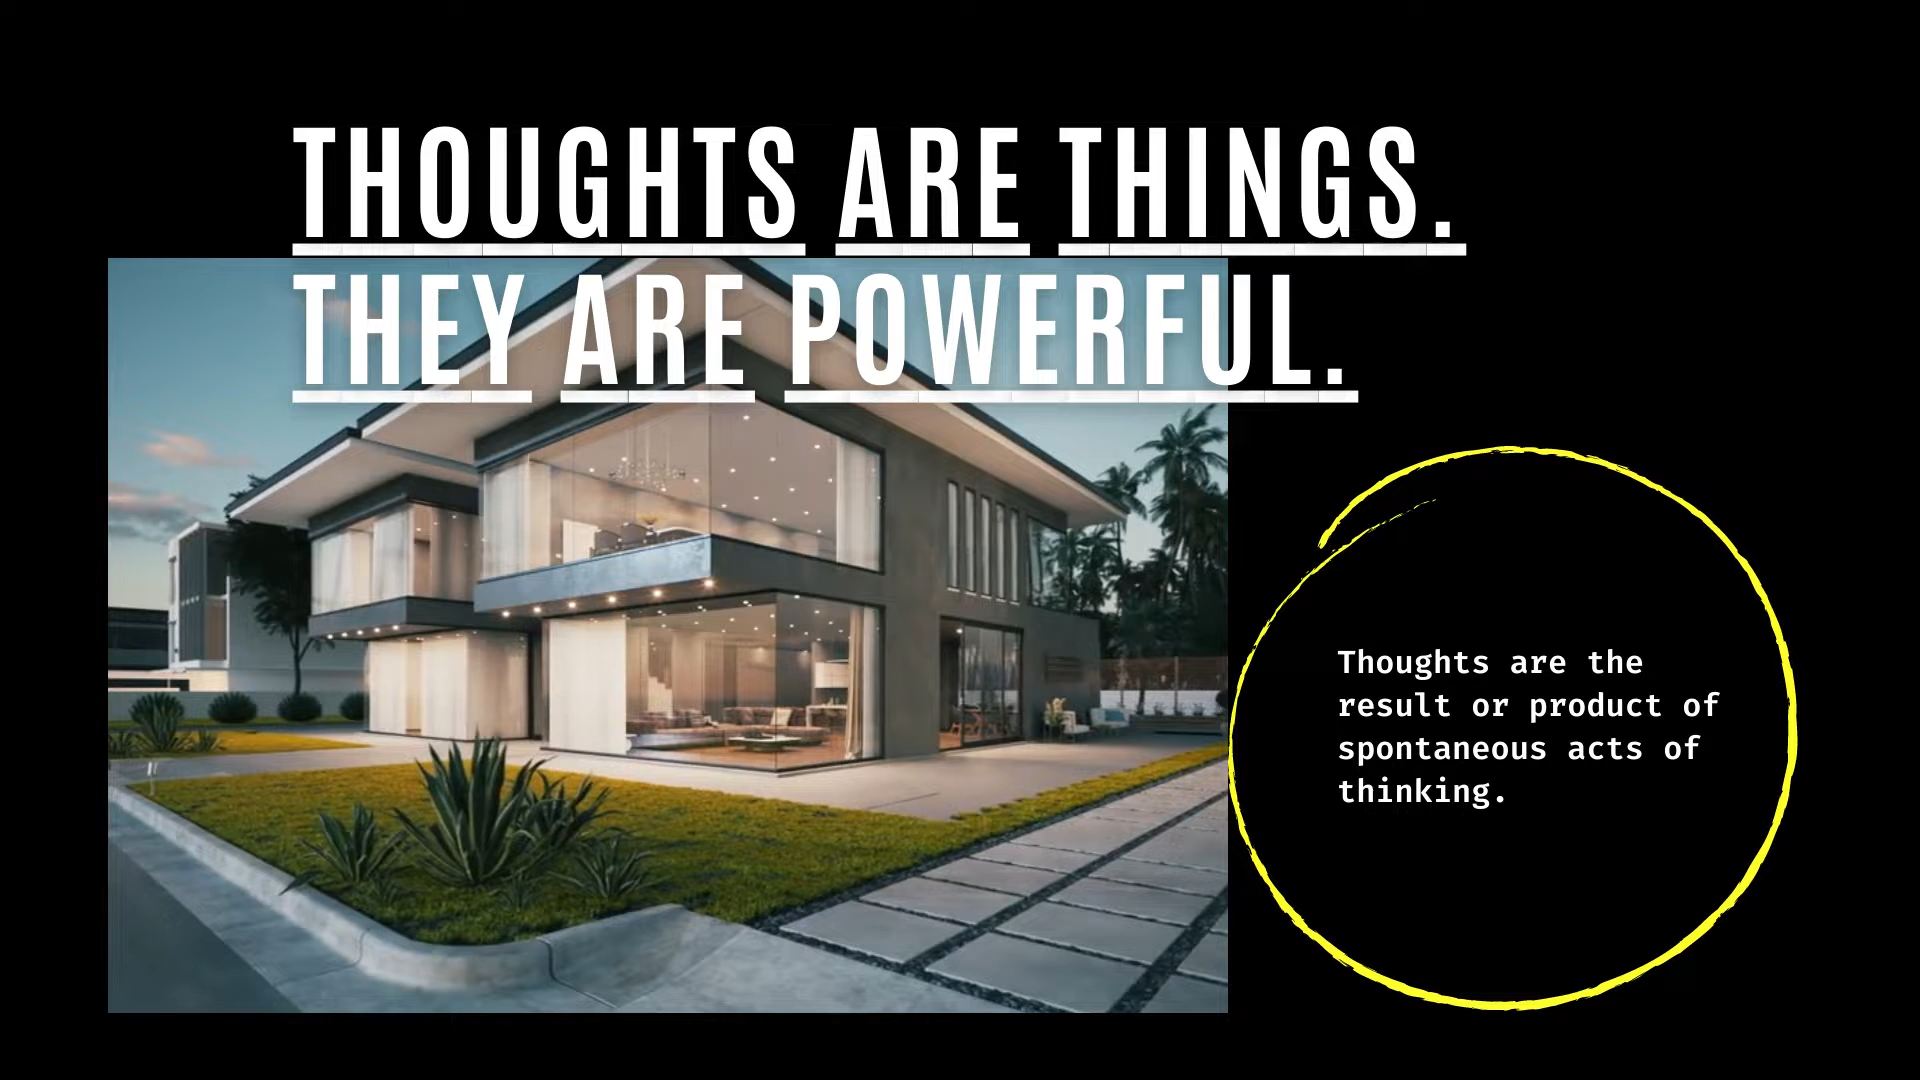 THOUGHTS ARE THINGS.
THEY ARE POWERFUL.
Thoughts are the
result or product of
spontaneous acts of
thinking.